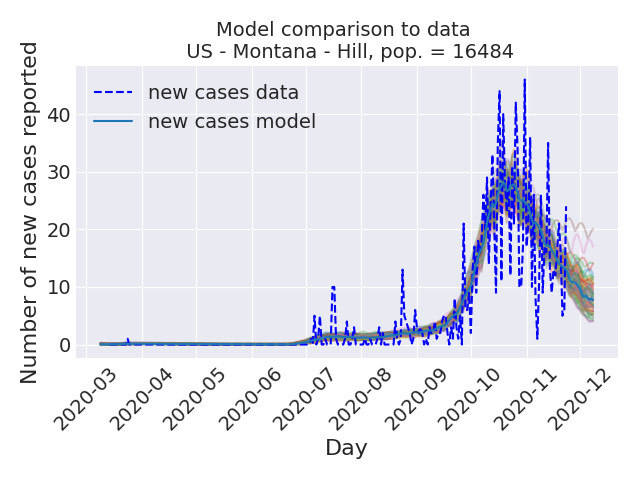 Model comparison to data
US - Montana - Hill, pop. = 16484
Number of new cases reported
new cases data
new cases model
40
30
20
10
0
2020-03
2020-04
2020-05
2020-06
2020-07
2020-08
2020-09
2020-10
2020-11
2020-12
Day